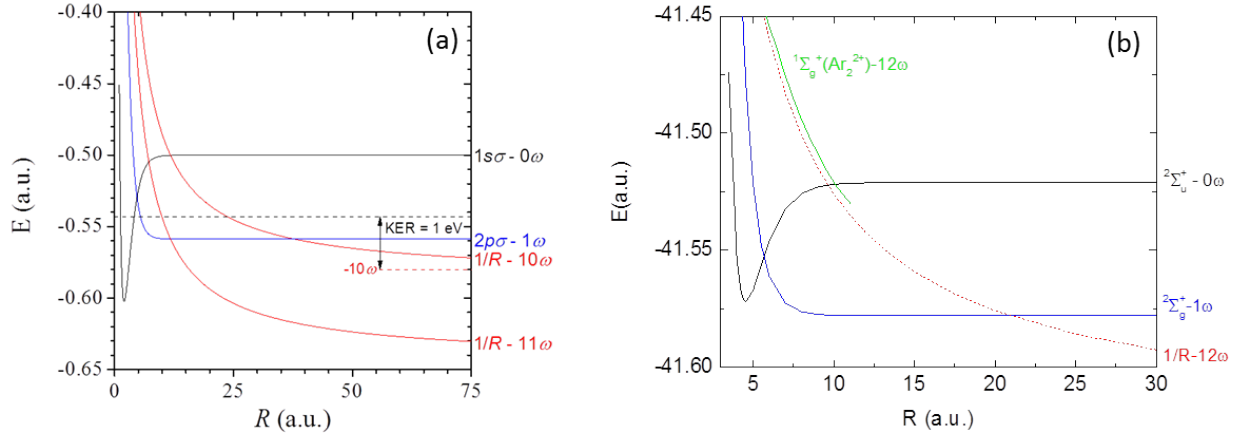 (a)
-0.40
-0.45
-0.50
-0.55
-0.60
-0.65
E (a.u.)
1sσ - 0ω
KER = 1 eV
2pσ - 1ω
1/R - 10ω
-10ω
1/R - 11ω
0
25
50
75
R (a.u.)
(b)
-41.45
-41.50
-41.55
-41.60
E(a.u.)
¹Σg⁺(Ar₂²⁺)-12ω
²Σu⁺ - 0ω
²Σg⁺-1ω
1/R-12ω
5
10
15
20
25
30
R (a.u.)